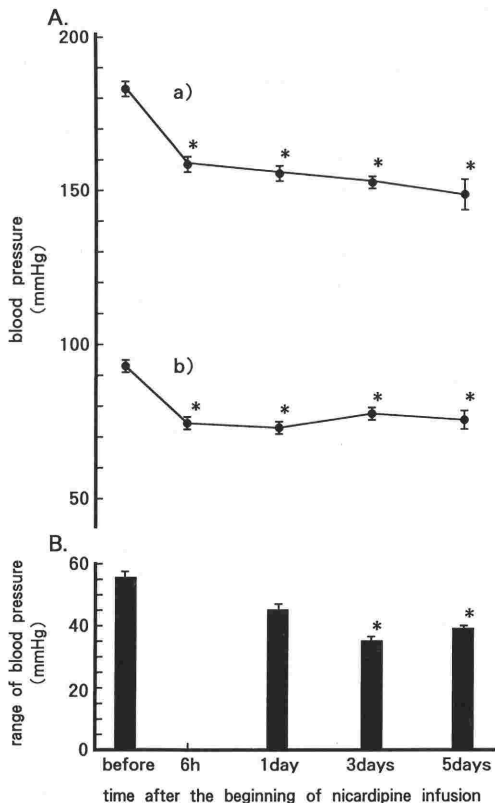 A.
200
a)
* * * *
150
blood pressure
(mmHg)
100
b)
* * * *
50
B.
60
* *
40
range of blood pressure
(mmHg)
20
0
before 6h 1day 3days 5days
time after the beginning of nicardipine infusion